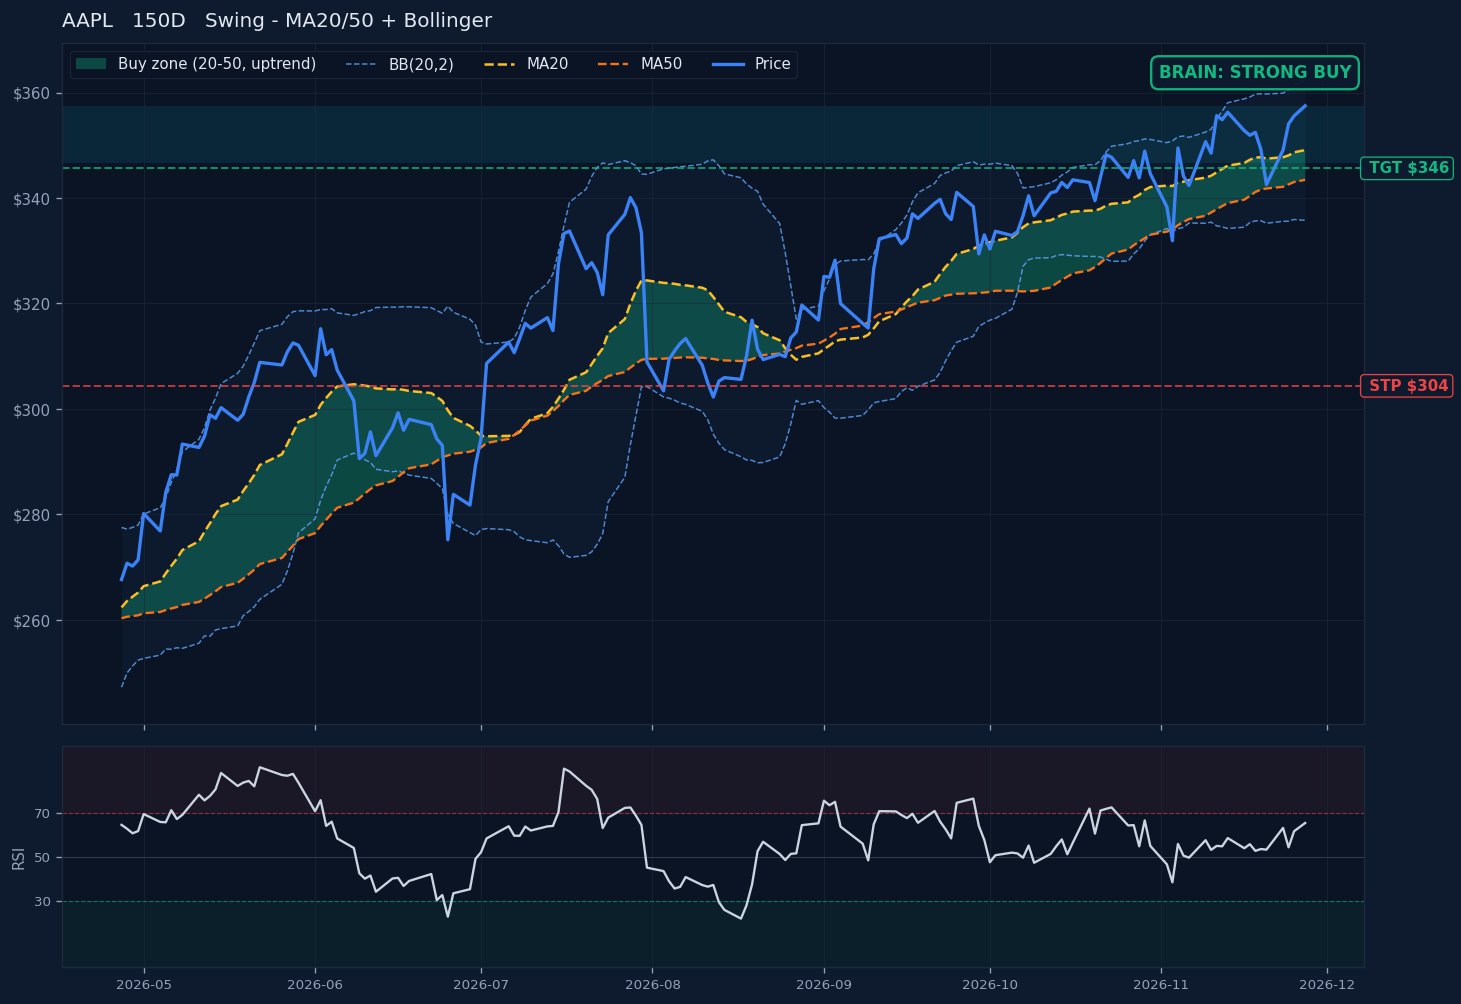 AAPL   150D   Swing - MA20/50 + Bollinger
Buy zone (20-50, uptrend)   BB(20,2)   MA20   MA50   Price
BRAIN: STRONG BUY
$360
TGT $346
$340
$320
STP $304
$300
$280
$260
70
50
30
RSI
2026-05   2026-06   2026-07   2026-08   2026-09   2026-10   2026-11   2026-12